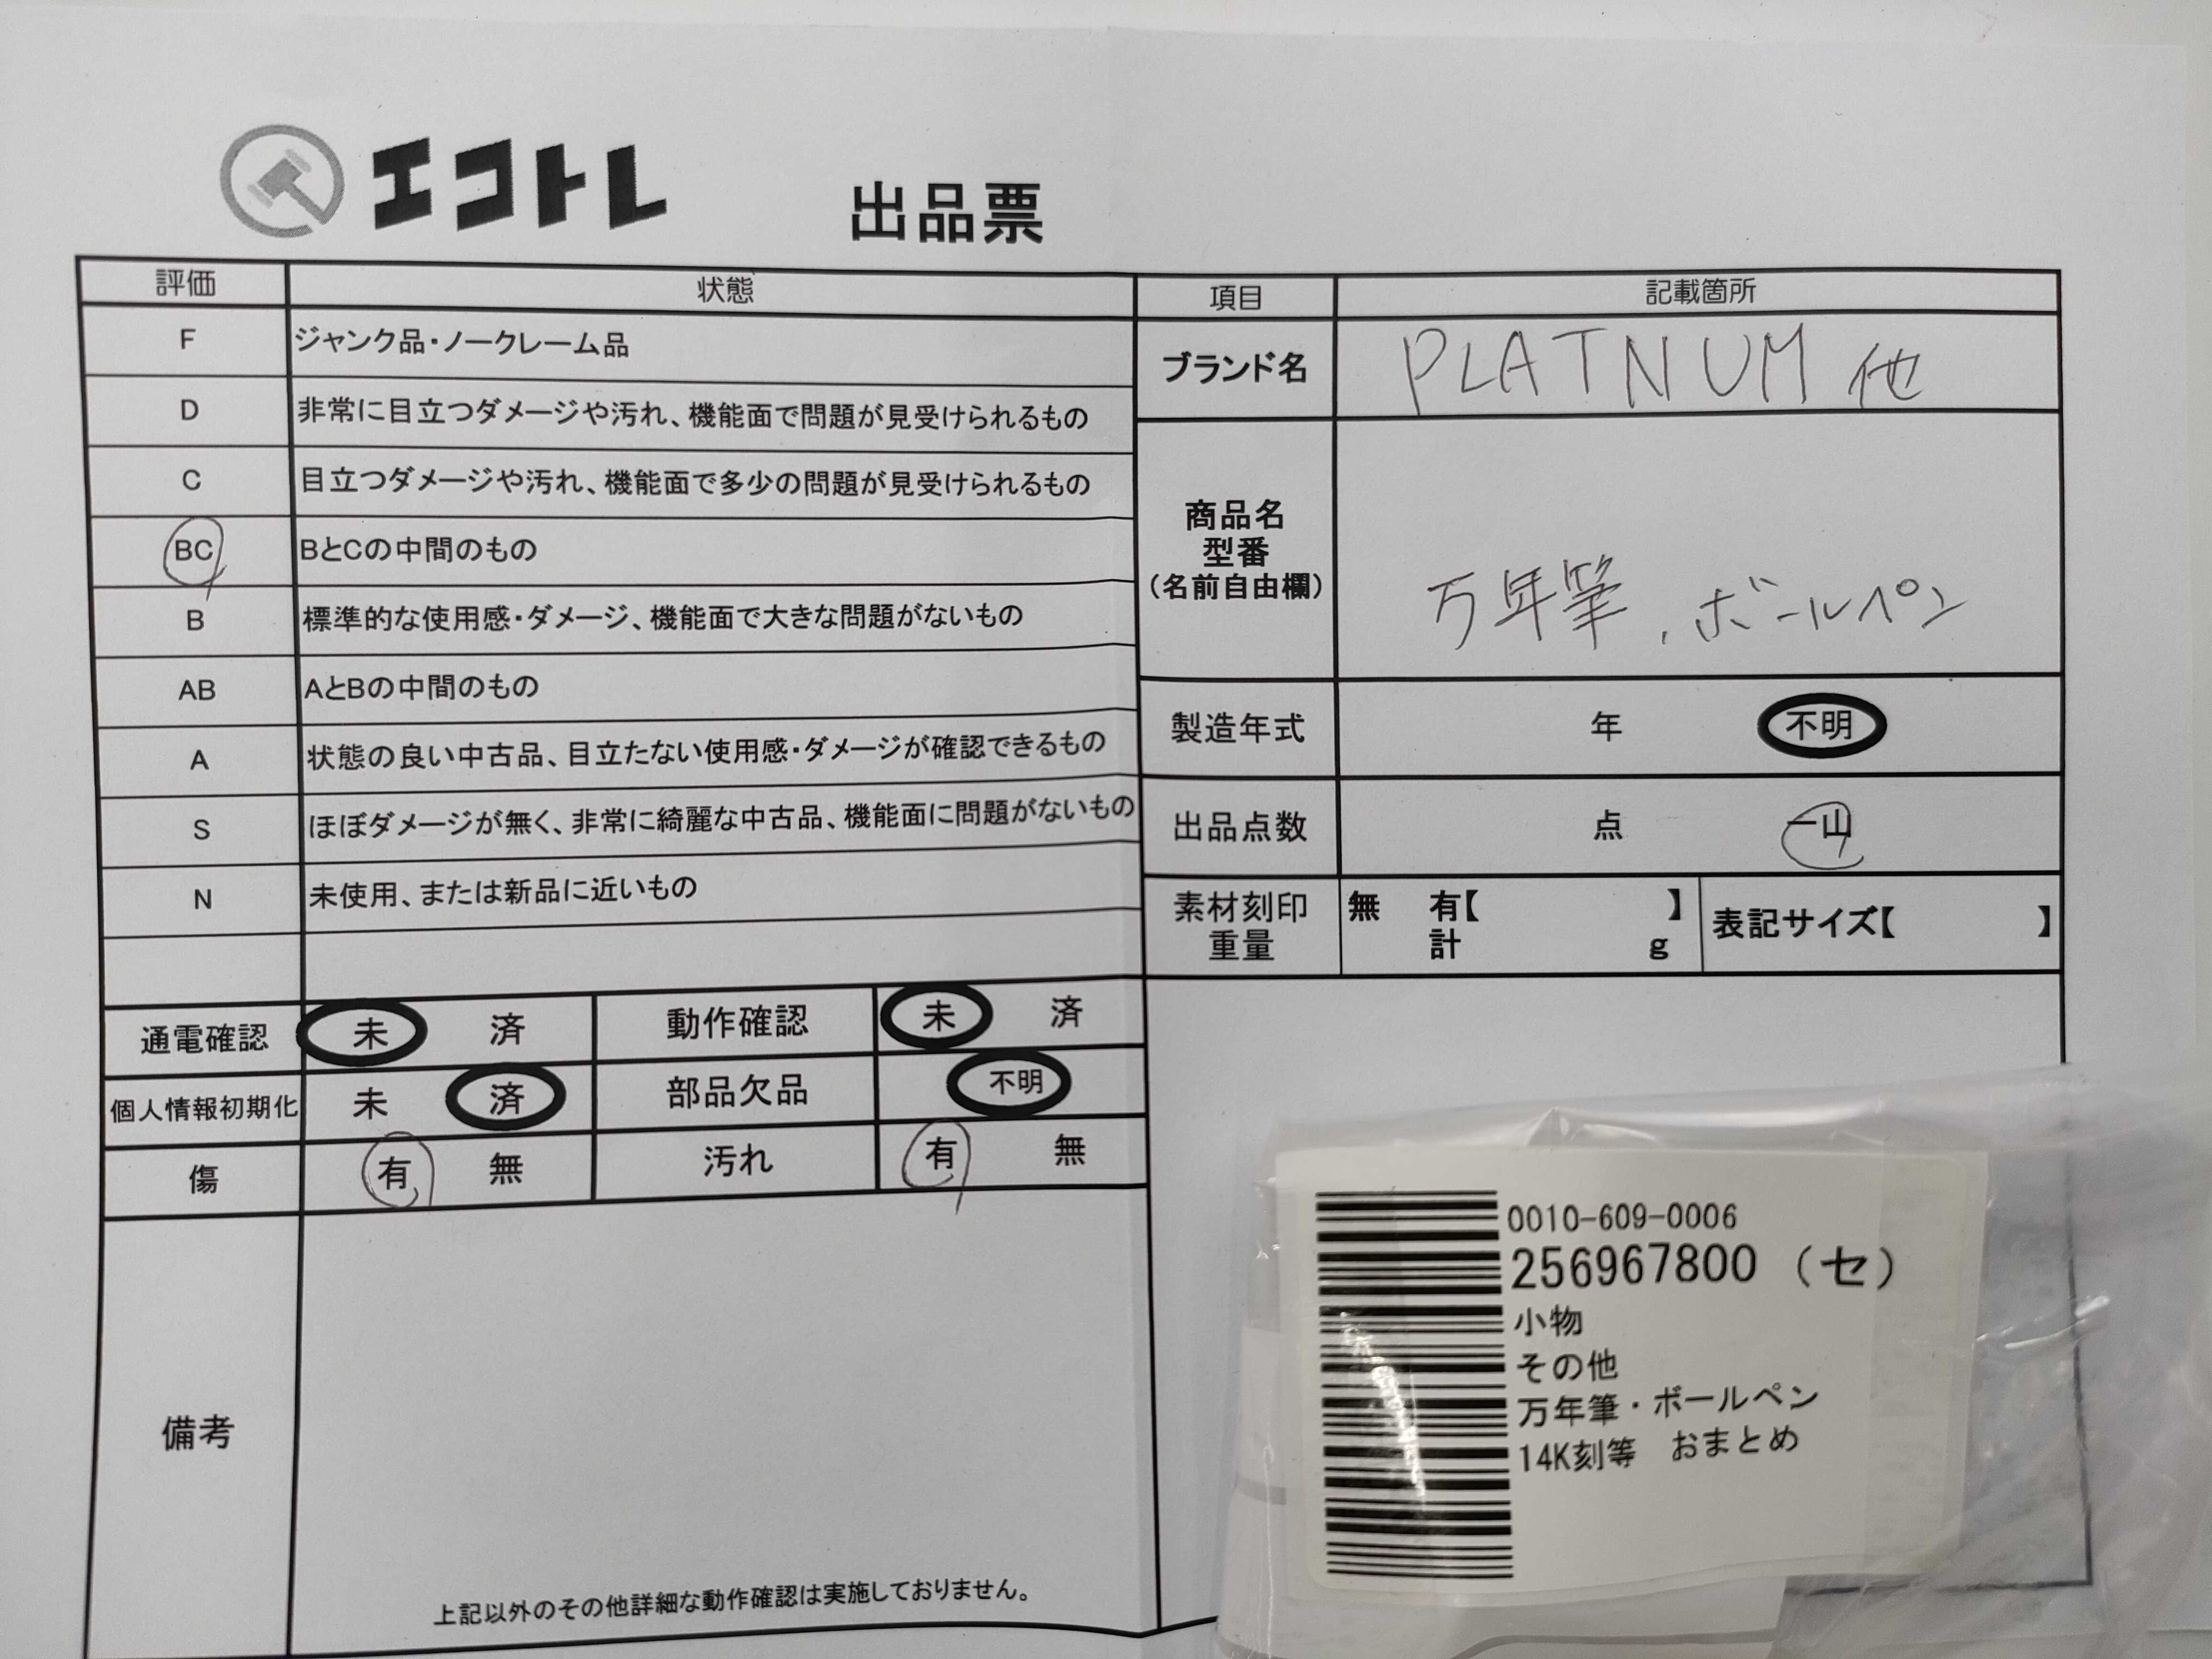 エコトレ
出品票
評価 状態
F ジャンク品・ノークレーム品
D 非常に目立つダメージや汚れ、機能面で問題が見受けられるもの
C 目立つダメージや汚れ、機能面で多少の問題が見受けられるもの
BC BとCの中間のもの
B 標準的な使用感・ダメージ、機能面で大きな問題がないもの
AB AとBの中間のもの
A 状態の良い中古品、目立たない使用感・ダメージが確認できるもの
S ほぼダメージが無く、非常に綺麗な中古品、機能面に問題がないもの
N 未使用、または新品に近いもの
通電確認 未 済 動作確認 未 済
個人情報初期化 未 済 部品欠品 不明
傷 有 無 汚れ 有 無
備考
上記以外のその他詳細な動作確認は実施しておりません。
項目 記載箇所
ブランド名 PLATNUM 他
商品名
型番
(名前自由欄)
万年筆、ボールペン
製造年式 年 不明
出品点数 点 一山
素材刻印 無 有【 】
重量 計 g
表記サイズ【 】
0010-609-0006
256967800 (セ)
小物
その他
万年筆・ボールペン
14K刻等 おまとめ